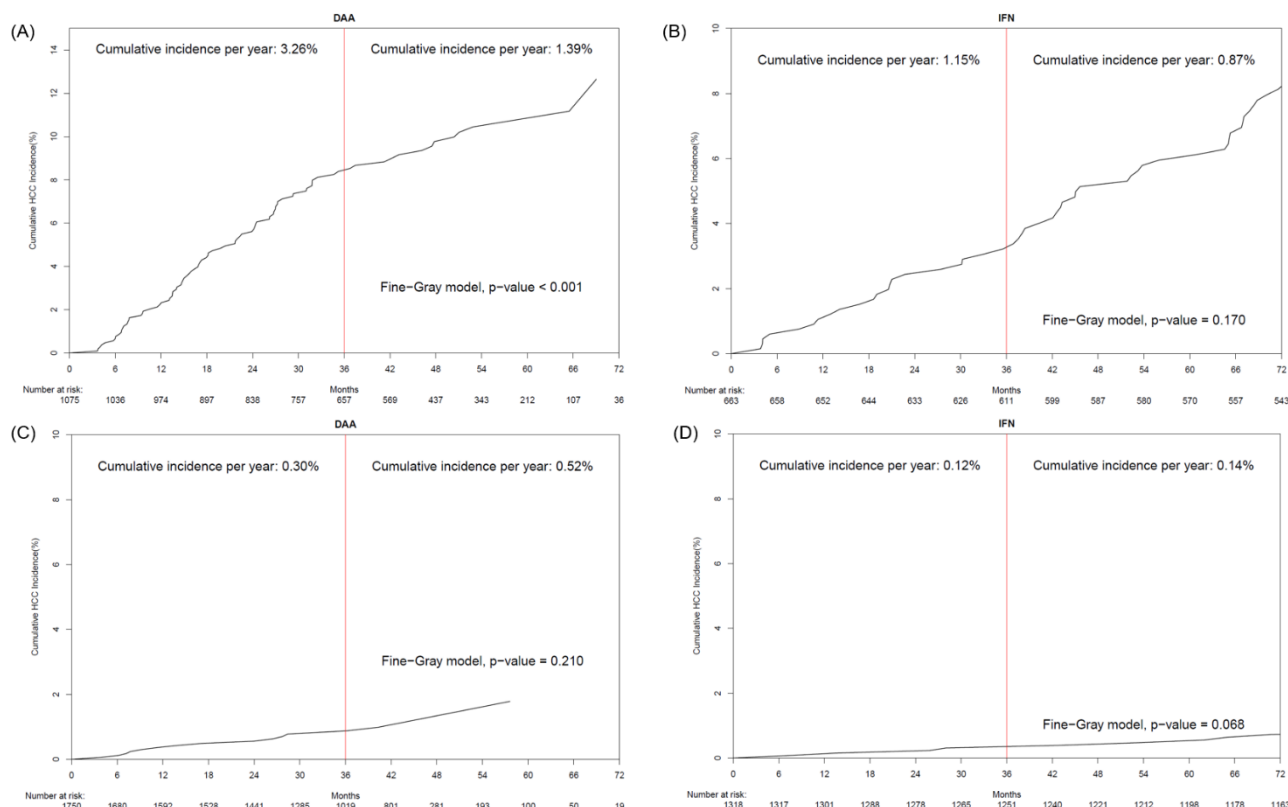 (A)
DAA
Cumulative incidence per year: 3.26%
Cumulative incidence per year: 1.39%
Fine−Gray model, p−value < 0.001
Cumulative HCC Incidence(%)
0 2 4 6 8 10 12 14
0 6 12 18 24 30 36 42 48 54 60 66 72
Number at risk:
Months
1075 1036 974 897 838 757 657 569 437 343 212 107 36
(B)
IFN
Cumulative incidence per year: 1.15%
Cumulative incidence per year: 0.87%
Fine−Gray model, p−value = 0.170
Cumulative HCC Incidence(%)
0 2 4 6 8 10
0 6 12 18 24 30 36 42 48 54 60 66 72
Number at risk:
Months
663 658 652 644 633 626 611 599 587 580 570 557 543
(C)
DAA
Cumulative incidence per year: 0.30%
Cumulative incidence per year: 0.52%
Fine−Gray model, p−value = 0.210
Cumulative HCC Incidence(%)
0 2 4 6 8 10
0 6 12 18 24 30 36 42 48 54 60 66 72
Number at risk:
Months
1750 1680 1592 1528 1441 1285 1019 801 281 193 100 50 19
(D)
IFN
Cumulative incidence per year: 0.12%
Cumulative incidence per year: 0.14%
Fine−Gray model, p−value = 0.068
Cumulative HCC Incidence(%)
0 2 4 6 8 10
0 6 12 18 24 30 36 42 48 54 60 66 72
Number at risk:
Months
1318 1317 1301 1288 1278 1265 1251 1240 1221 1212 1198 1178